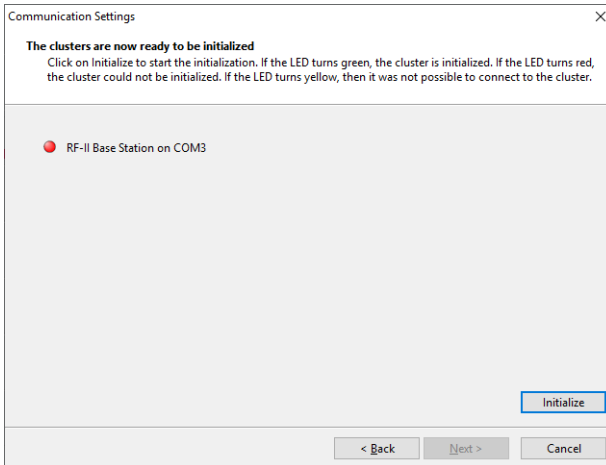 Communication Settings
The clusters are now ready to be initialized
Click on Initialize to start the initialization. If the LED turns green, the cluster is initialized. If the LED turns red,
the cluster could not be initialized. If the LED turns yellow, then it was not possible to connect to the cluster.
RF-II Base Station on COM3
Initialize
< Back
Next >
Cancel